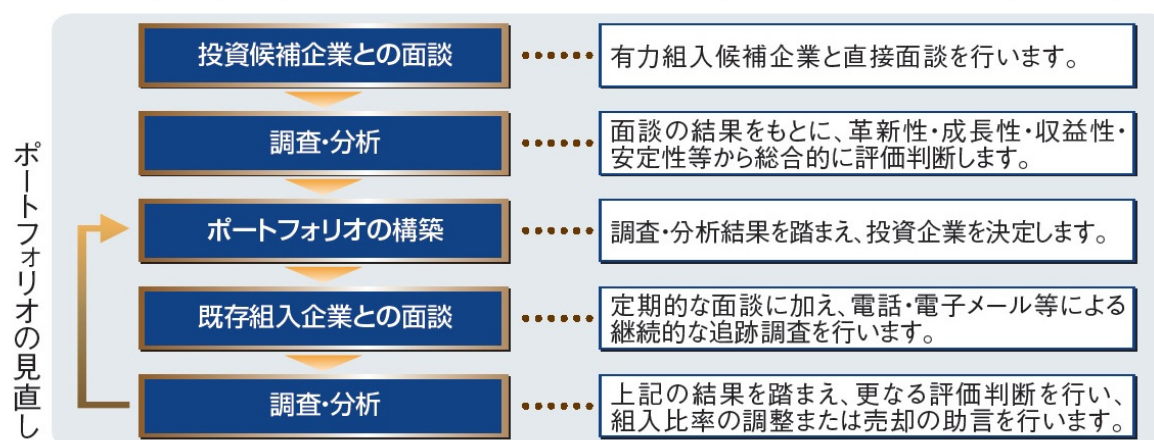 投資候補企業との面談
有力組入候補企業と直接面談を行います。
調査･分析
面談の結果をもとに、革新性･成長性･収益性･
安定性等から総合的に評価判断します。
ポートフォリオの構築
調査･分析結果を踏まえ、投資企業を決定します。
既存組入企業との面談
定期的な面談に加え、電話･電子メール等による
継続的な追跡調査を行います。
調査･分析
上記の結果を踏まえ、更なる評価判断を行い、
組入比率の調整または売却の助言を行います。
ポートフォリオの見直し